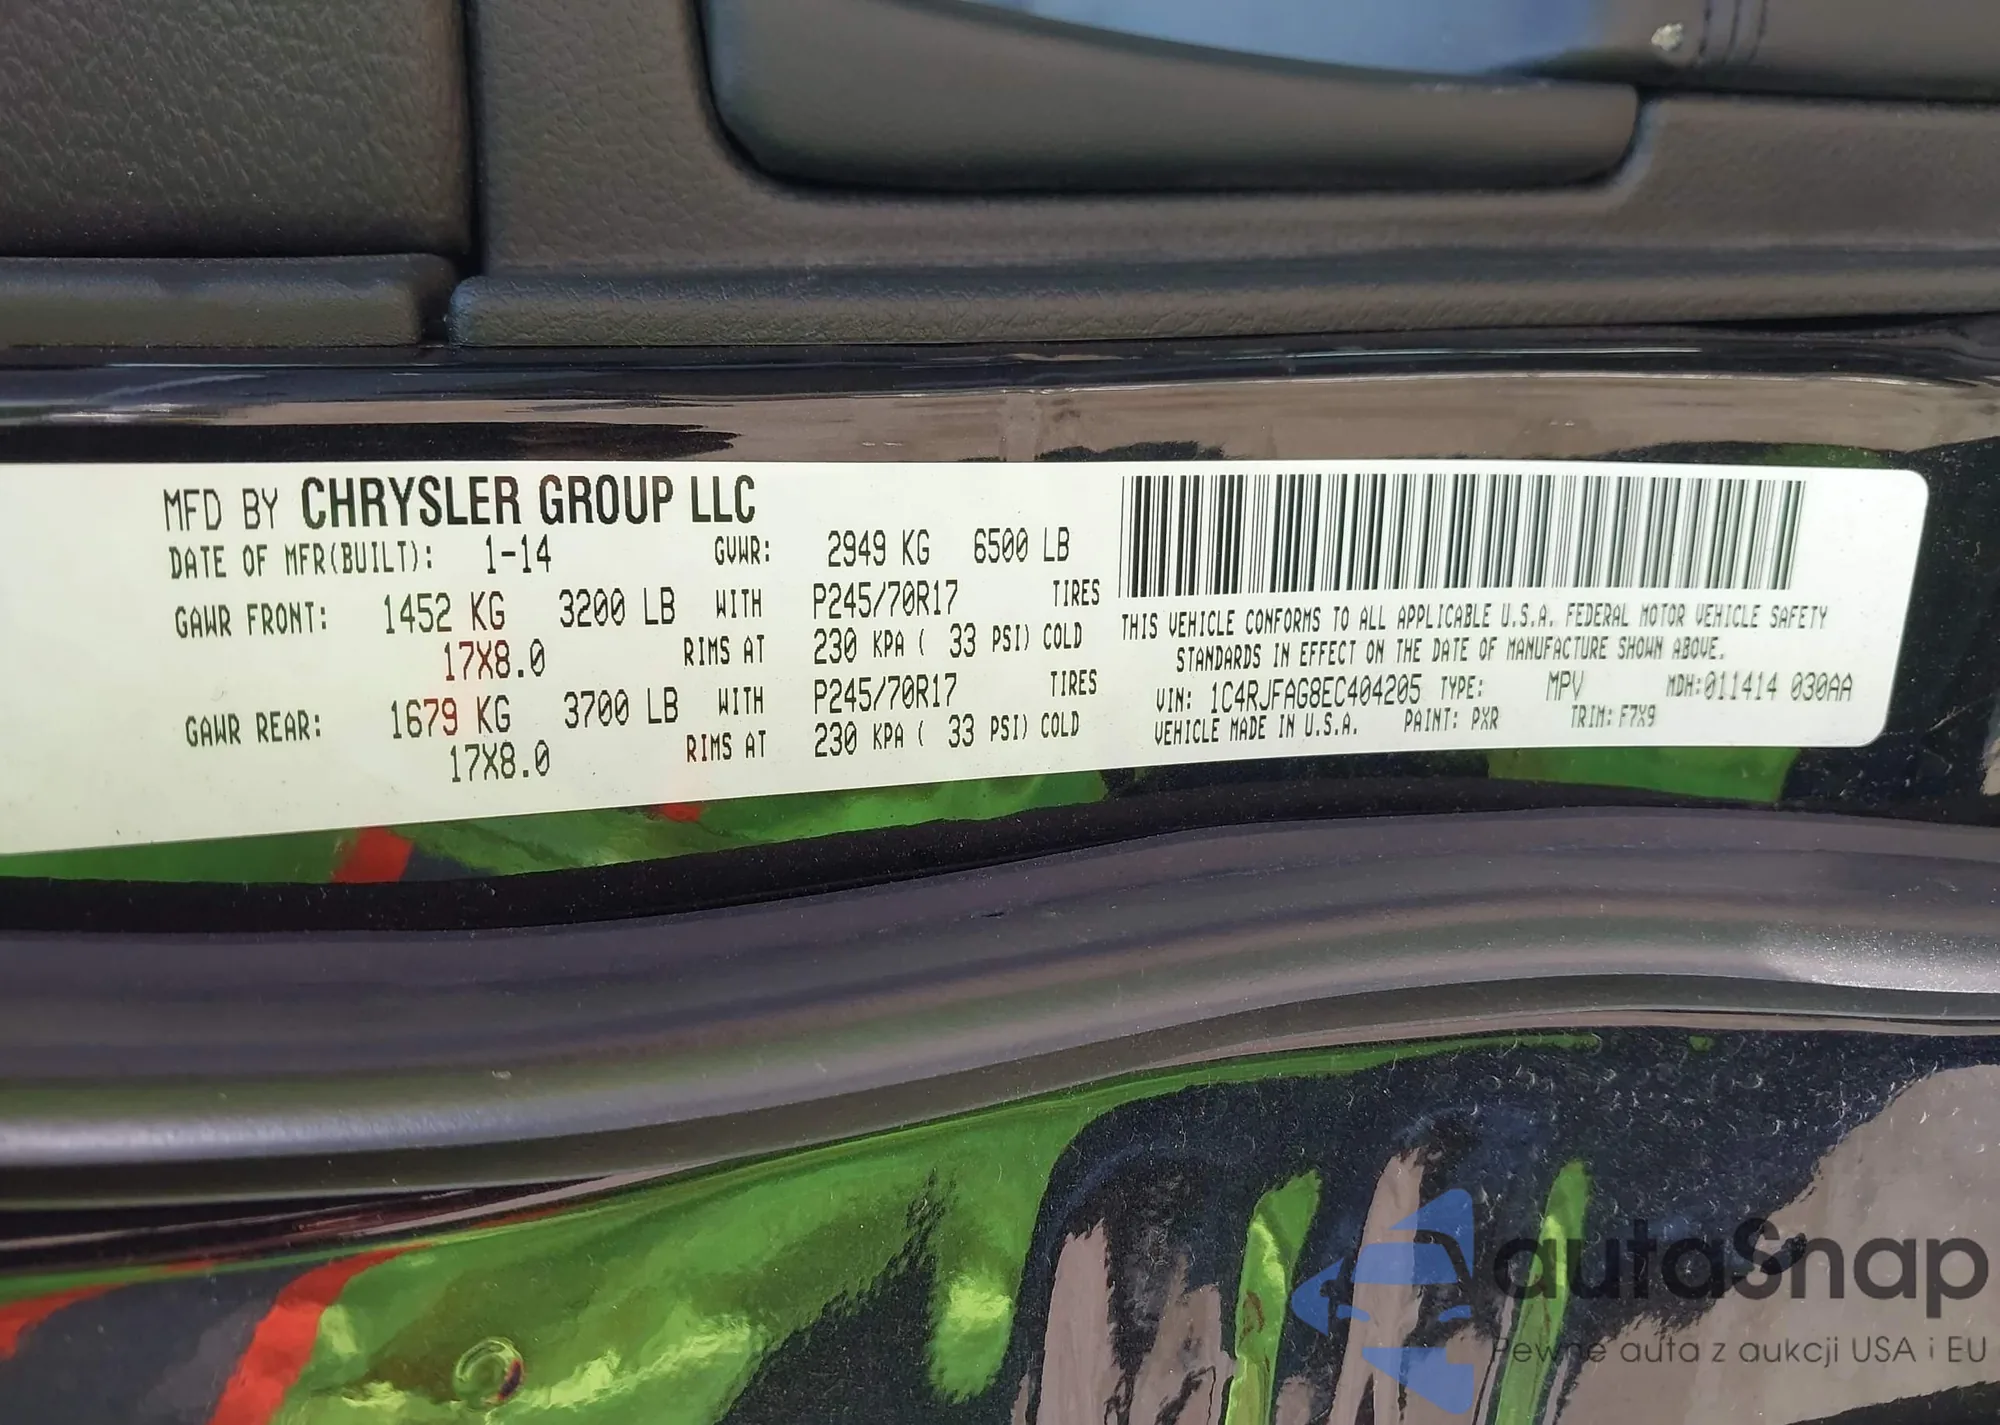 MFD BY CHRYSLER GROUP LLC
DATE OF MFR(BUILT): 1-14 GVWR: 2949 KG 6500 LB
GAWR FRONT: 1452 KG 3200 LB WITH P245/70R17 TIRES
17X8.0 RIMS AT 230 KPA ( 33 PSI) COLD
GAWR REAR: 1679 KG 3700 LB WITH P245/70R17 TIRES
17X8.0 RIMS AT 230 KPA ( 33 PSI) COLD
THIS VEHICLE CONFORMS TO ALL APPLICABLE U.S.A. FEDERAL MOTOR VEHICLE SAFETY
STANDARDS IN EFFECT ON THE DATE OF MANUFACTURE SHOWN ABOVE.
VIN: 1C4RJFAG8EC404205 TYPE: MPV MDH:011414 030AA
VEHICLE MADE IN U.S.A. PAINT: PXR TRIM: F7X9
autaSnap
Pewne auta z aukcji USA i EU